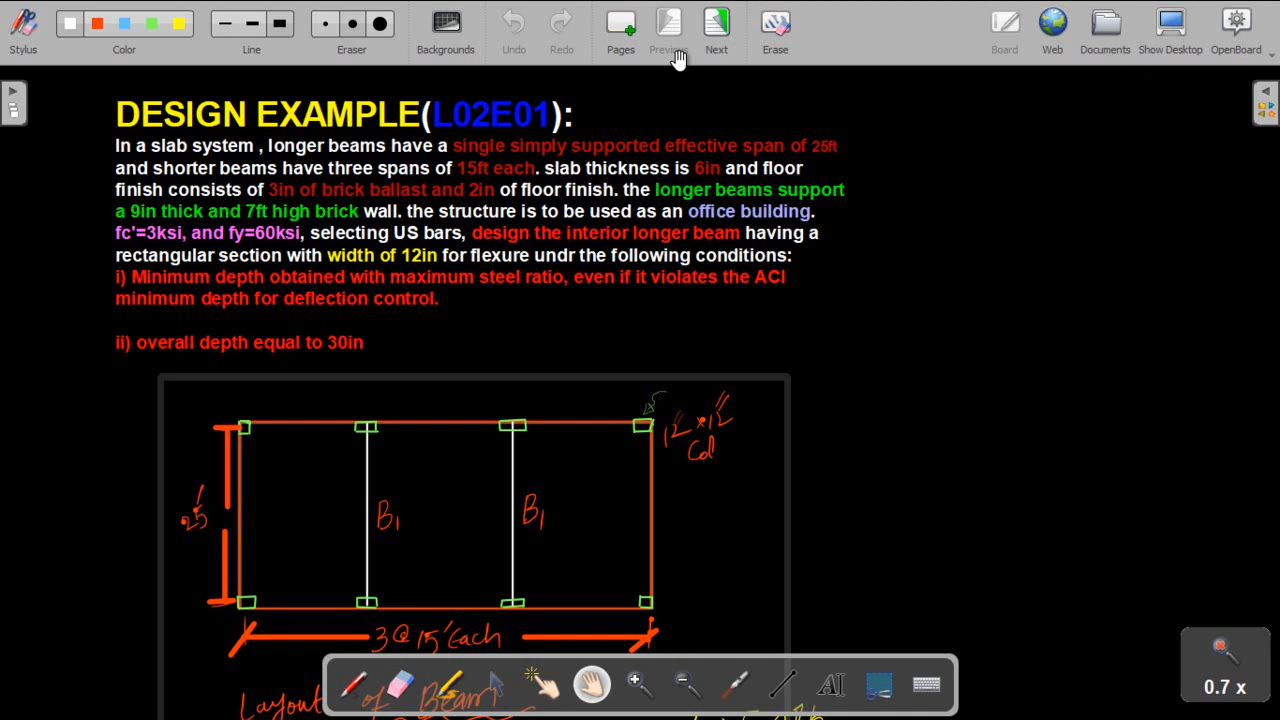 Stylus Color Line Eraser Backgrounds Undo Redo Pages Previous Next Erase Board Web Documents Show Desktop OpenBoard
DESIGN EXAMPLE(L02E01):
In a slab system , longer beams have a single simply supported effective span of 25ft
and shorter beams have three spans of 15ft each. slab thickness is 6in and floor
finish consists of 3in of brick ballast and 2in of floor finish. the longer beams support
a 9in thick and 7ft high brick wall. the structure is to be used as an office building.
fc'=3ksi, and fy=60ksi, selecting US bars, design the interior longer beam having a
rectangular section with width of 12in for flexure undr the following conditions:
i) Minimum depth obtained with maximum steel ratio, even if it violates the ACI
minimum depth for deflection control.
ii) overall depth equal to 30in
12" x 12"
Col
25'
B1
B1
3@15' Each
Layout of Beam
AI
0.7 x